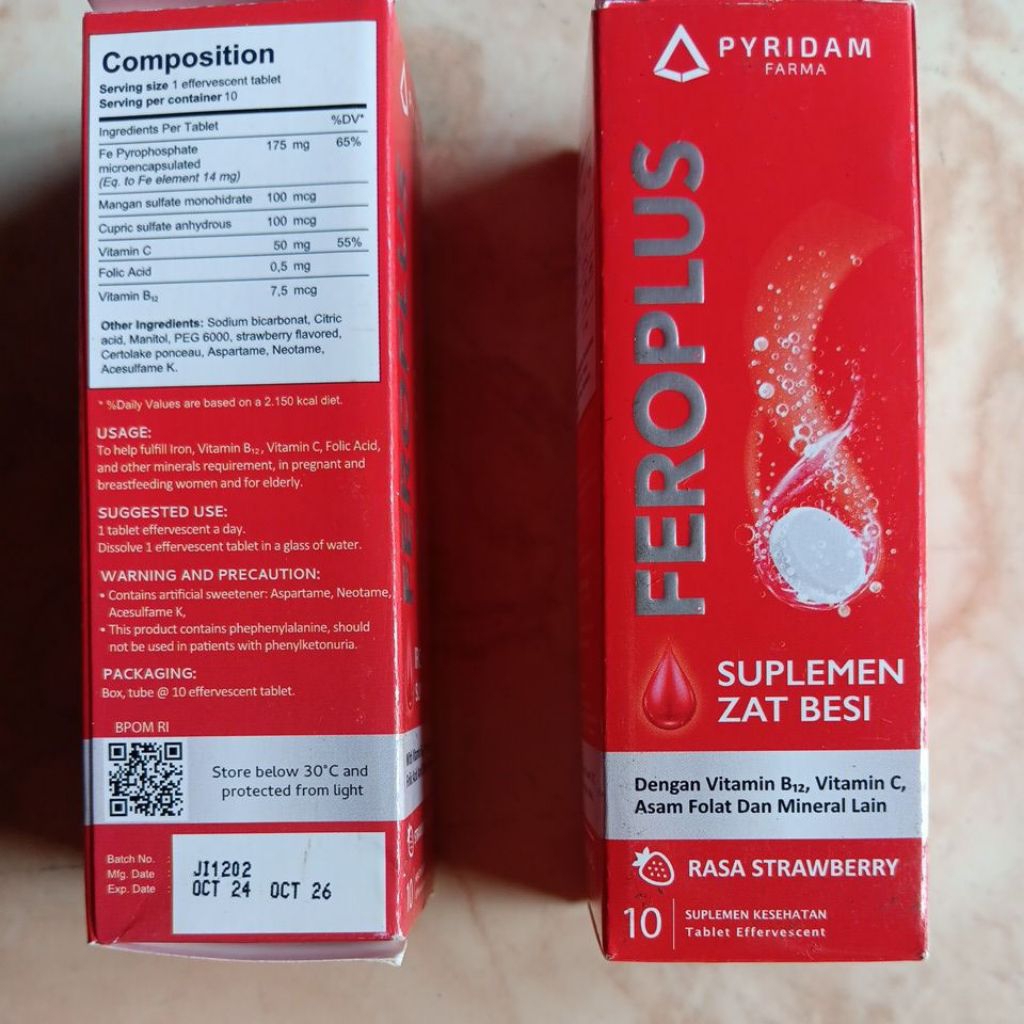 Composition
Serving size 1 effervescent tablet
Serving per container 10
Ingredients Per Tablet %DV*
Fe Pyrophosphate 175 mg 65%
microencapsulated
(Eq. to Fe element 14 mg)
Mangan sulfate monohidrate 100 mcg
Cupric sulfate anhydrous 100 mcg
Vitamin C 50 mg 55%
Folic Acid 0,5 mg
Vitamin B₁₂ 7,5 mcg
Other Ingredients: Sodium bicarbonat, Citric
acid, Manitol, PEG 6000, strawberry flavored,
Certolake ponceau, Aspartame, Neotame,
Acesulfame K.
* %Daily Values are based on a 2.150 kcal diet.
USAGE:
To help fulfill Iron, Vitamin B₁₂, Vitamin C, Folic Acid,
and other minerals requirement, in pregnant and
breastfeeding women and for elderly.
SUGGESTED USE:
1 tablet effervescent a day.
Dissolve 1 effervescent tablet in a glass of water.
WARNING AND PRECAUTION:
• Contains artificial sweetener: Aspartame, Neotame,
Acesulfame K,
• This product contains phephenylalanine, should
not be used in patients with phenylketonuria.
PACKAGING:
Box, tube @ 10 effervescent tablet.
BPOM RI
Store below 30°C and
protected from light
Batch No. : JI1202
Mfg. Date : OCT 24 OCT 26
Exp. Date :
PYRIDAM
FARMA
FEROPLUS
SUPLEMEN
ZAT BESI
Dengan Vitamin B₁₂, Vitamin C,
Asam Folat Dan Mineral Lain
RASA STRAWBERRY
10 SUPLEMEN KESEHATAN
Tablet Effervescent